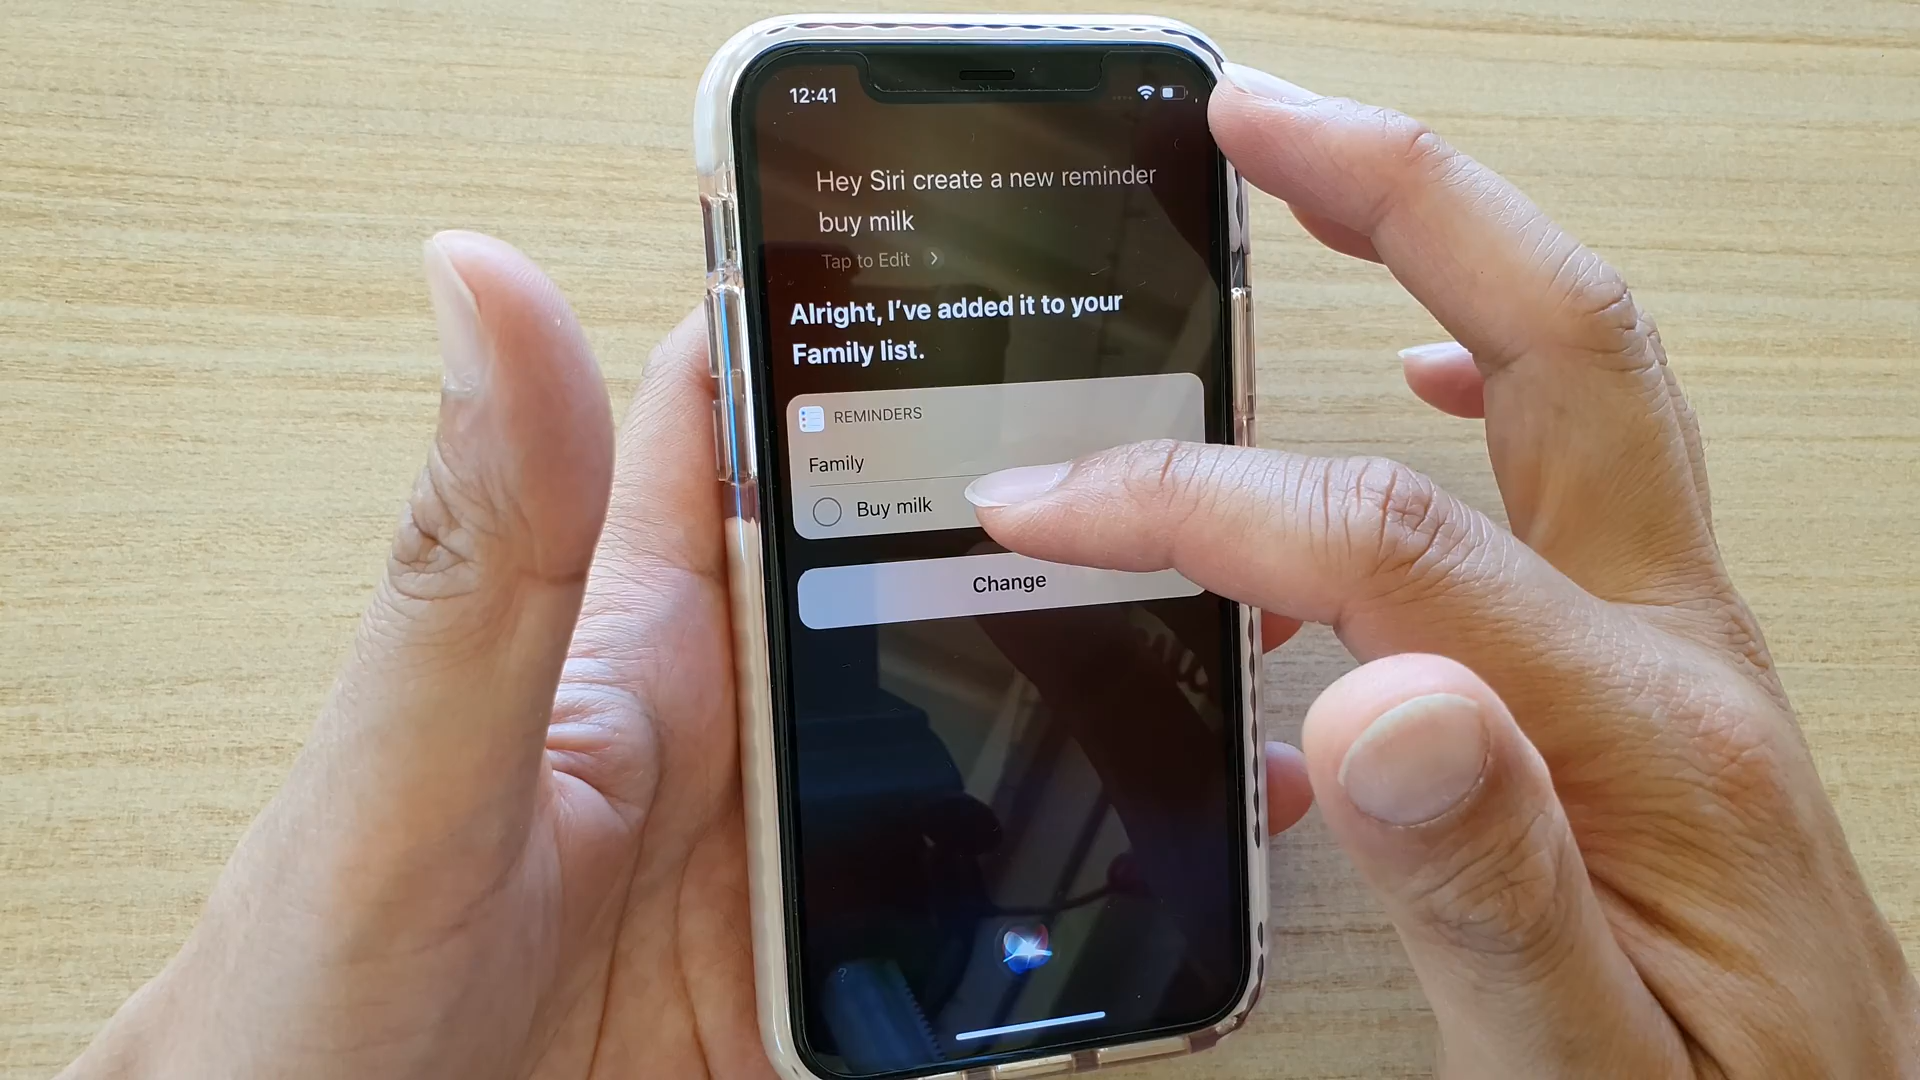 12:41
Hey Siri create a new reminder
buy milk
Tap to Edit >
Alright, I've added it to your
Family list.
REMINDERS
Family
Buy milk
Change
?